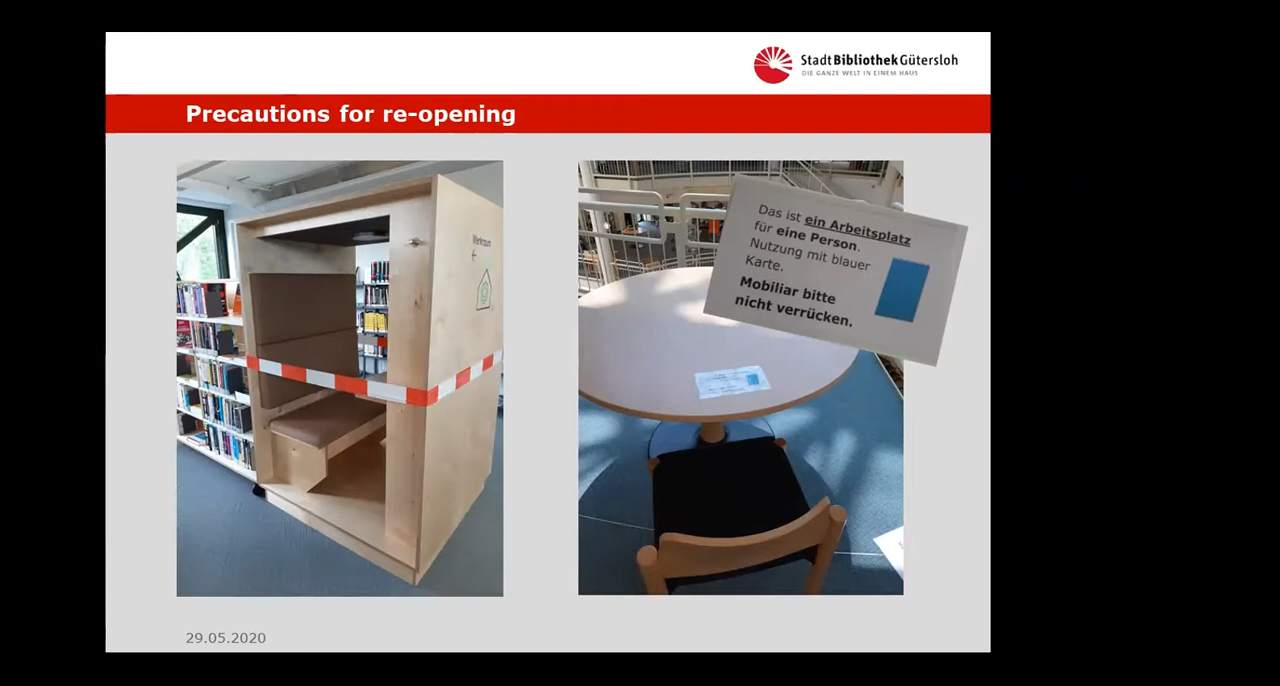 StadtBibliothekGütersloh
DIE GANZE WELT IN EINEM HAUS
Precautions for re-opening
Werkraum
Das ist ein Arbeitsplatz
für eine Person.
Nutzung mit blauer
Karte.
Mobiliar bitte
nicht verrücken.
29.05.2020